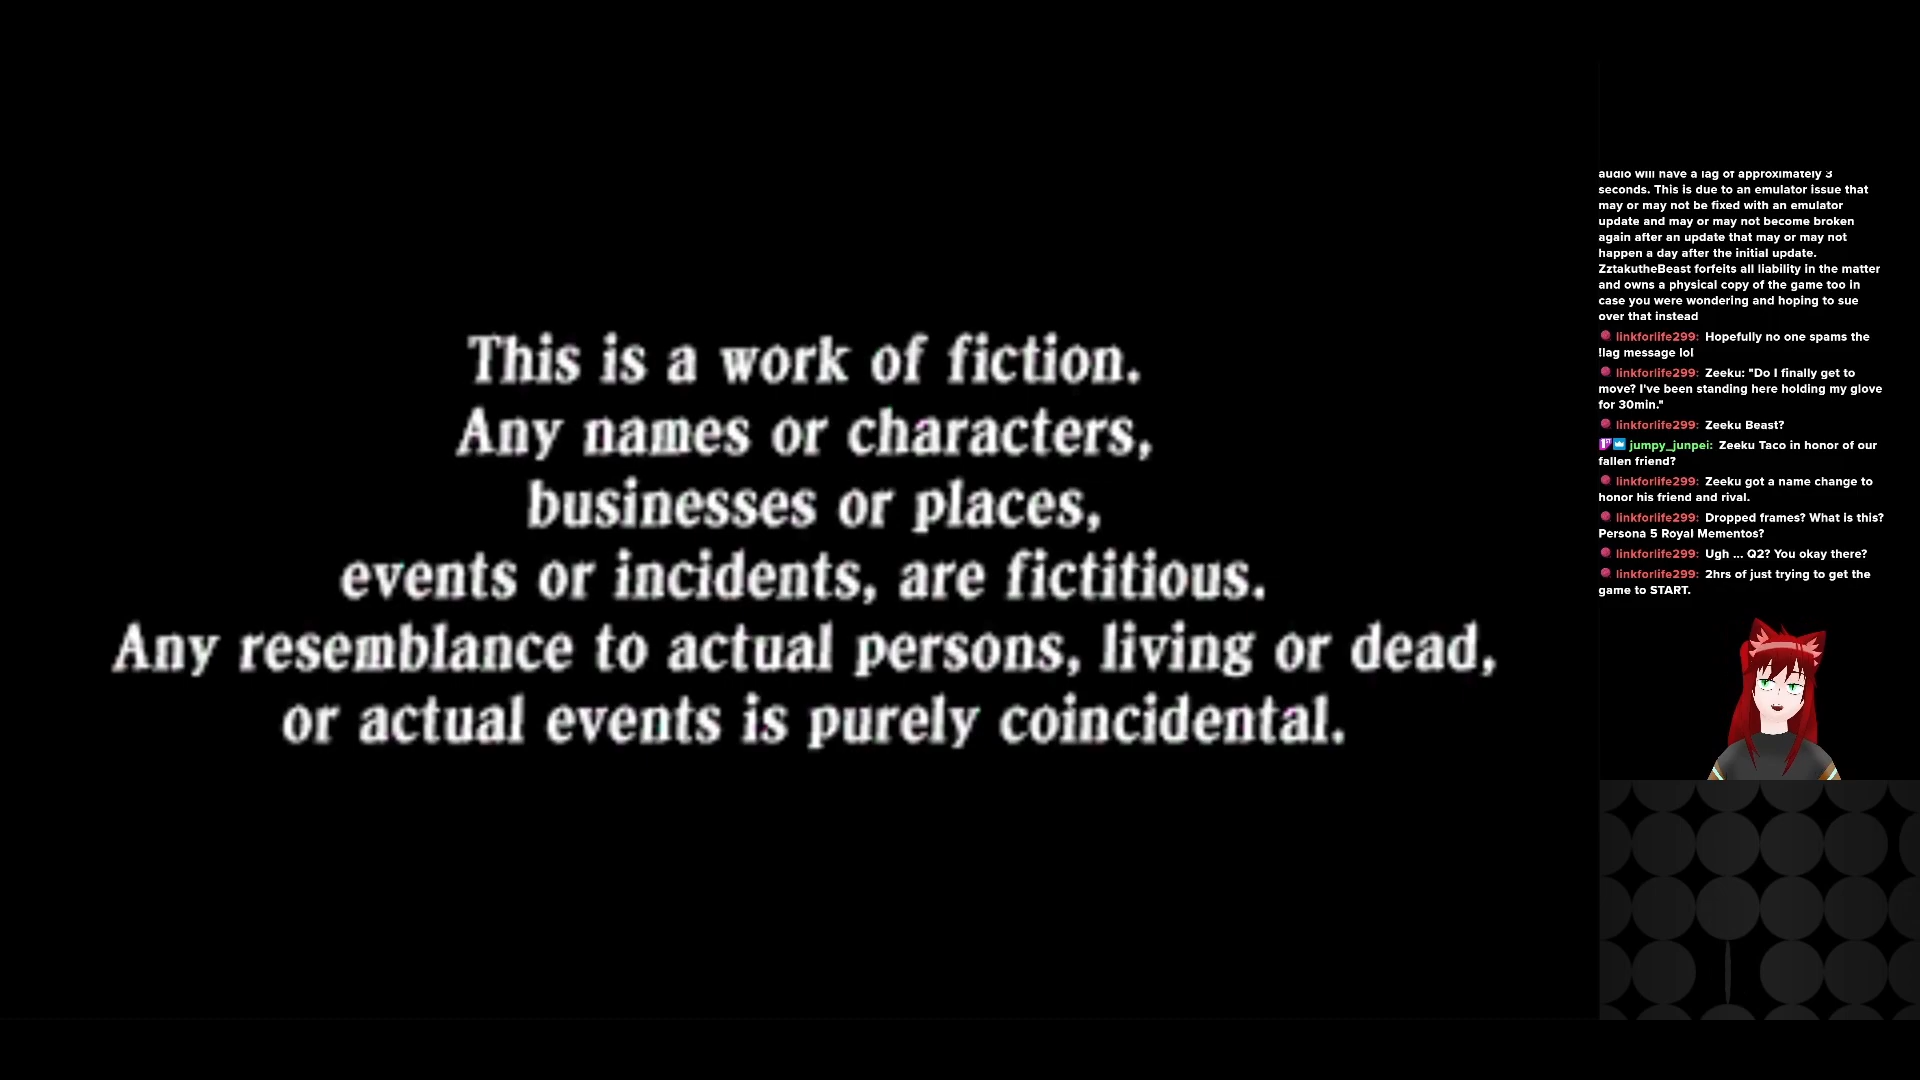 This is a work of fiction.
Any names or characters,
businesses or places,
events or incidents, are fictitious.
Any resemblance to actual persons, living or dead,
or actual events is purely coincidental.
audio will have a lag of approximately 3
seconds. This is due to an emulator issue that
may or may not be fixed with an emulator
update and may or may not become broken
again after an update that may or may not
happen a day after the initial update.
ZztakutheBeast forfeits all liability in the matter
and owns a physical copy of the game too in
case you were wondering and hoping to sue
over that instead
linkforlife299: Hopefully no one spams the
!lag message lol
linkforlife299: Zeeku: "Do I finally get to
move? I've been standing here holding my glove
for 30min."
linkforlife299: Zeeku Beast?
jumpy_junpei: Zeeku Taco in honor of our
fallen friend?
linkforlife299: Zeeku got a name change to
honor his friend and rival.
linkforlife299: Dropped frames? What is this?
Persona 5 Royal Mementos?
linkforlife299: Ugh ... Q2? You okay there?
linkforlife299: 2hrs of just trying to get the
game to START.